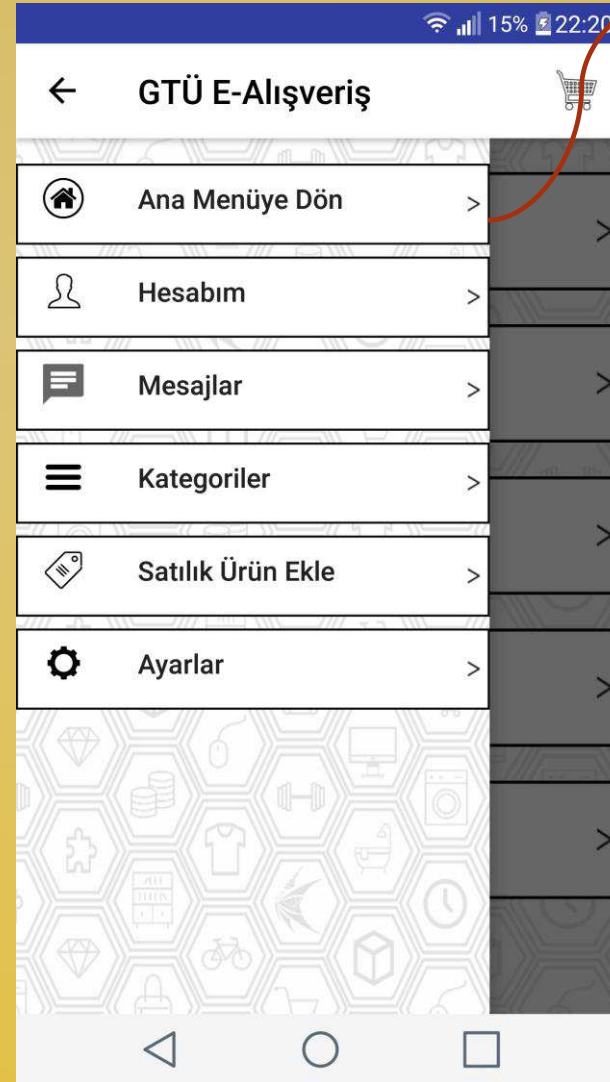 15% 22:20
GTÜ E-Alışveriş
Ana Menüye Dön >
Hesabım >
Mesajlar >
Kategoriler >
Satılık Ürün Ekle >
Ayarlar >